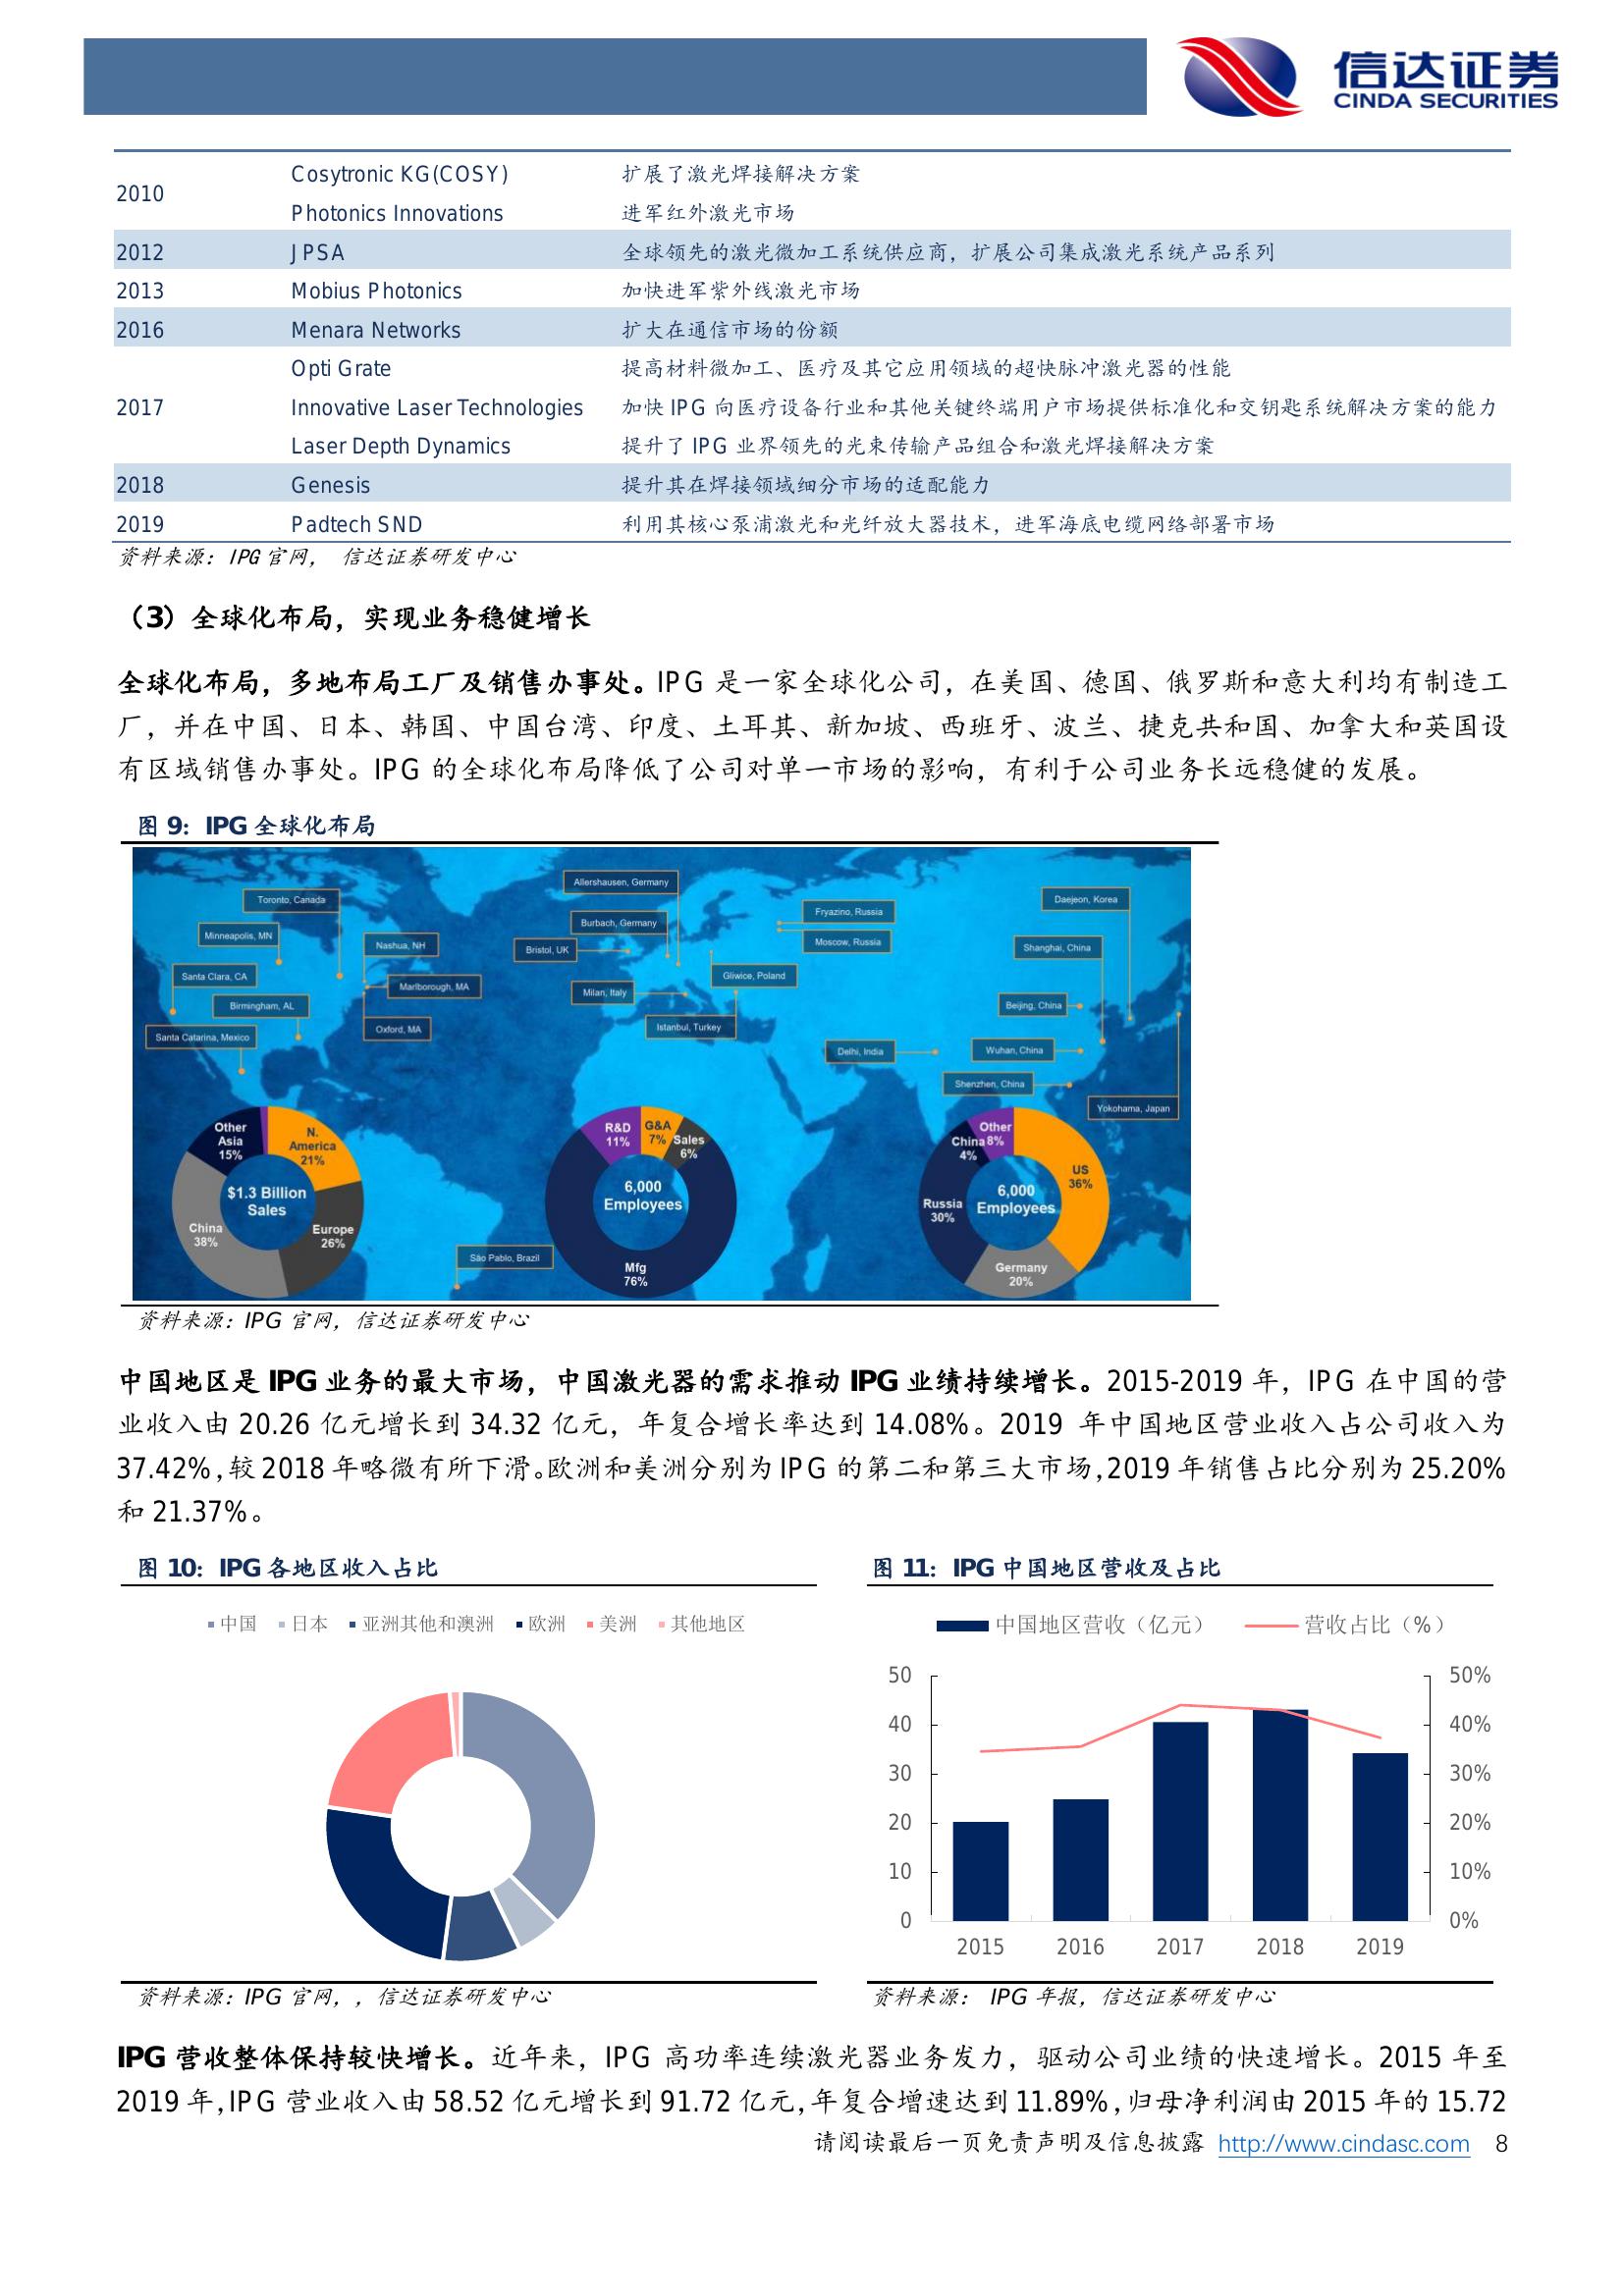 信达证券
CINDA SECURITIES
2010 Cosytronic KG(COSY) 扩展了激光焊接解决方案
Photonics Innovations 进军红外激光市场
2012 JPSA 全球领先的激光微加工系统供应商，扩展公司集成激光系统产品系列
2013 Mobius Photonics 加快进军紫外线激光市场
2016 Menara Networks 扩大在通信市场的份额
Opti Grate 提高材料微加工、医疗及其它应用领域的超快脉冲激光器的性能
2017 Innovative Laser Technologies 加快 IPG 向医疗设备行业和其他关键终端用户市场提供标准化和交钥匙系统解决方案的能力
Laser Depth Dynamics 提升了 IPG 业界领先的光束传输产品组合和激光焊接解决方案
2018 Genesis 提升其在焊接领域细分市场的适配能力
2019 Padtech SND 利用其核心泵浦激光和光纤放大器技术，进军海底电缆网络部署市场
资料来源：IPG 官网， 信达证券研发中心
（3）全球化布局，实现业务稳健增长
全球化布局，多地布局工厂及销售办事处。IPG 是一家全球化公司，在美国、德国、俄罗斯和意大利均有制造工
厂，并在中国、日本、韩国、中国台湾、印度、土耳其、新加坡、西班牙、波兰、捷克共和国、加拿大和英国设
有区域销售办事处。IPG 的全球化布局降低了公司对单一市场的影响，有利于公司业务长远稳健的发展。
图 9：IPG 全球化布局
Toronto, Canada
Minneapolis, MN
Nashua, NH
Santa Clara, CA
Marlborough, MA
Birmingham, AL
Oxford, MA
Santa Catarina, Mexico
Allershausen, Germany
Burbach, Germany
Bristol, UK
Milan, Italy
Istanbul, Turkey
Gliwice, Poland
Fryazino, Russia
Moscow, Russia
Daejeon, Korea
Shanghai, China
Beijing, China
Delhi, India
Wuhan, China
Shenzhen, China
Yokohama, Japan
São Pablo, Brazil
Other
Asia
15%
N.
America
21%
$1.3 Billion
Sales
China
38%
Europe
26%
R&D
11%
G&A
7%
Sales
6%
6,000
Employees
Mfg
76%
Other
8%
China
4%
US
36%
Russia
30%
6,000
Employees
Germany
20%
资料来源：IPG 官网，信达证券研发中心
中国地区是 IPG 业务的最大市场，中国激光器的需求推动 IPG 业绩持续增长。2015-2019 年，IPG 在中国的营
业收入由 20.26 亿元增长到 34.32 亿元，年复合增长率达到 14.08%。2019 年中国地区营业收入占公司收入为
37.42%，较 2018 年略微有所下滑。欧洲和美洲分别为 IPG 的第二和第三大市场，2019 年销售占比分别为 25.20%
和 21.37%。
图 10：IPG 各地区收入占比
中国 日本 亚洲其他和澳洲 欧洲 美洲 其他地区
资料来源：IPG 官网，，信达证券研发中心
图 11：IPG 中国地区营收及占比
中国地区营收（亿元） 营收占比（%）
50 50%
40 40%
30 30%
20 20%
10 10%
0 0%
2015 2016 2017 2018 2019
资料来源： IPG 年报，信达证券研发中心
IPG 营收整体保持较快增长。近年来，IPG 高功率连续激光器业务发力，驱动公司业绩的快速增长。2015 年至
2019 年，IPG 营业收入由 58.52 亿元增长到 91.72 亿元，年复合增速达到 11.89%，归母净利润由 2015 年的 15.72
请阅读最后一页免责声明及信息披露 http://www.cindasc.com 8